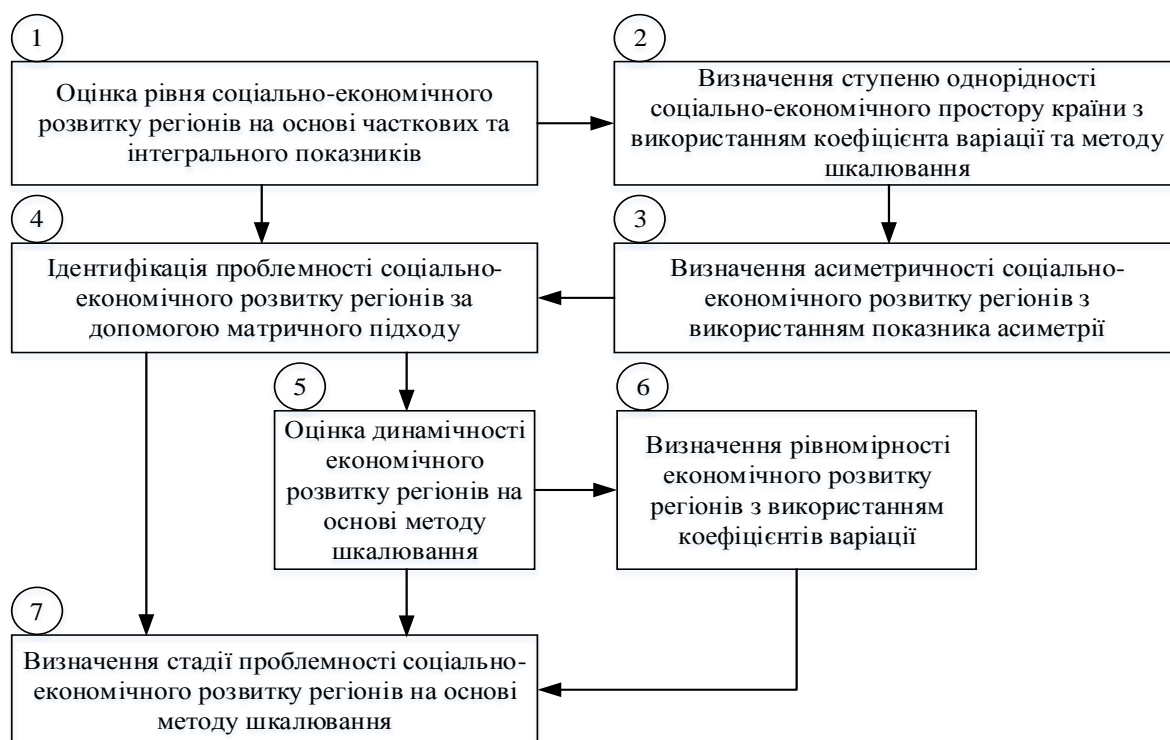 1
Оцінка рівня соціально-економічного
розвитку регіонів на основі часткових та
інтегрального показників
2
Визначення ступеню однорідності
соціально-економічного простору країни з
використанням коефіцієнта варіації та методу
шкалювання
3
Визначення асиметричності соціально-
економічного розвитку регіонів з
використанням показника асиметрії
4
Ідентифікація проблемності соціально-
економічного розвитку регіонів за
допомогою матричного підходу
5
Оцінка динамічності
економічного
розвитку регіонів на
основі методу
шкалювання
6
Визначення рівномірності
економічного розвитку
регіонів з використанням
коефіцієнтів варіації
7
Визначення стадії проблемності соціально-
економічного розвитку регіонів на основі
методу шкалювання